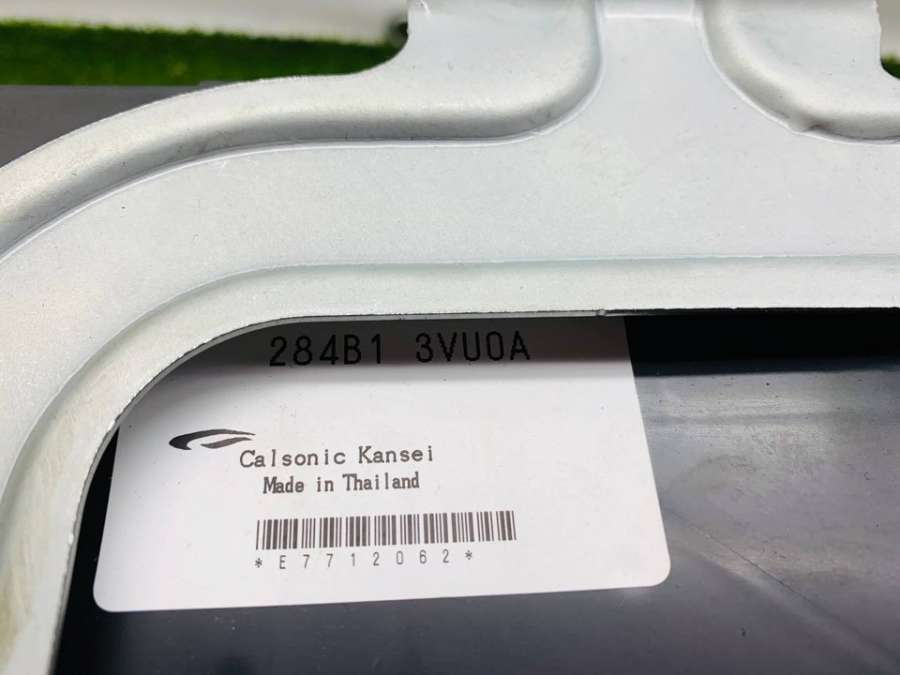 284B1 3VU0A
Calsonic Kansei
Made in Thailand
*E7712062*